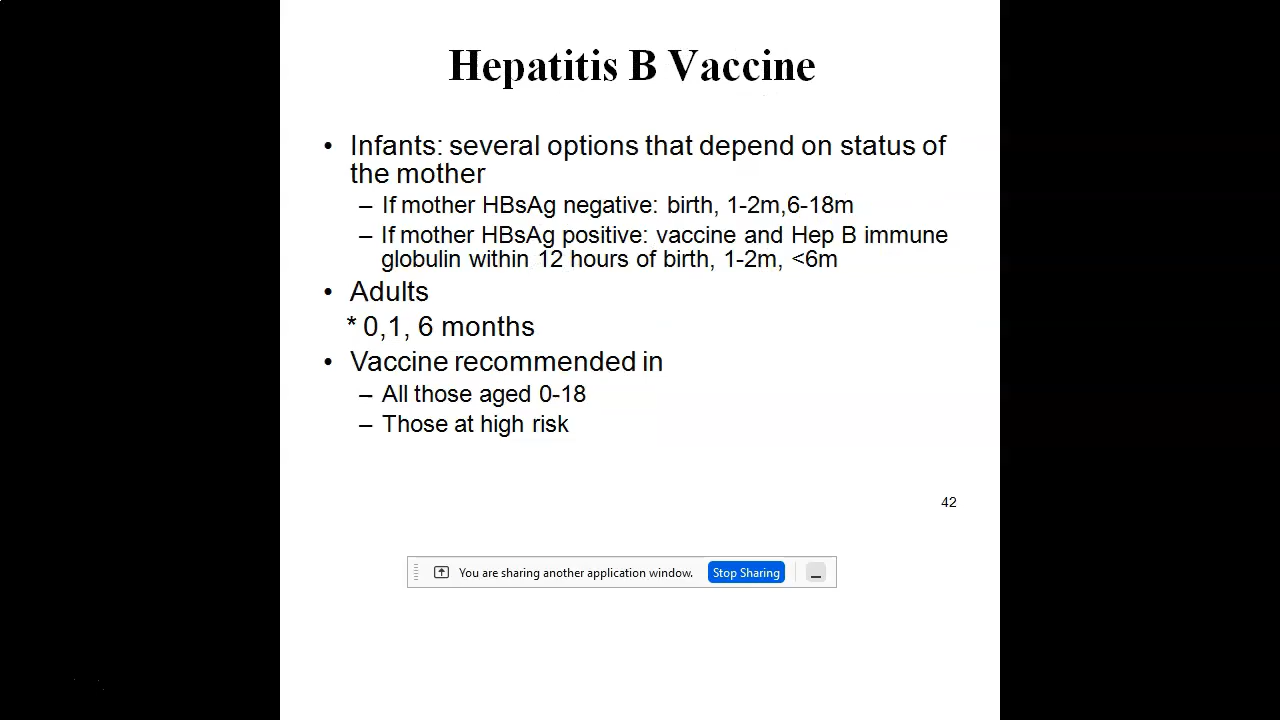 Hepatitis B Vaccine
• Infants: several options that depend on status of
the mother
– If mother HBsAg negative: birth, 1-2m,6-18m
– If mother HBsAg positive: vaccine and Hep B immune
globulin within 12 hours of birth, 1-2m, <6m
• Adults
* 0,1, 6 months
• Vaccine recommended in
– All those aged 0-18
– Those at high risk
42
You are sharing another application window. Stop Sharing